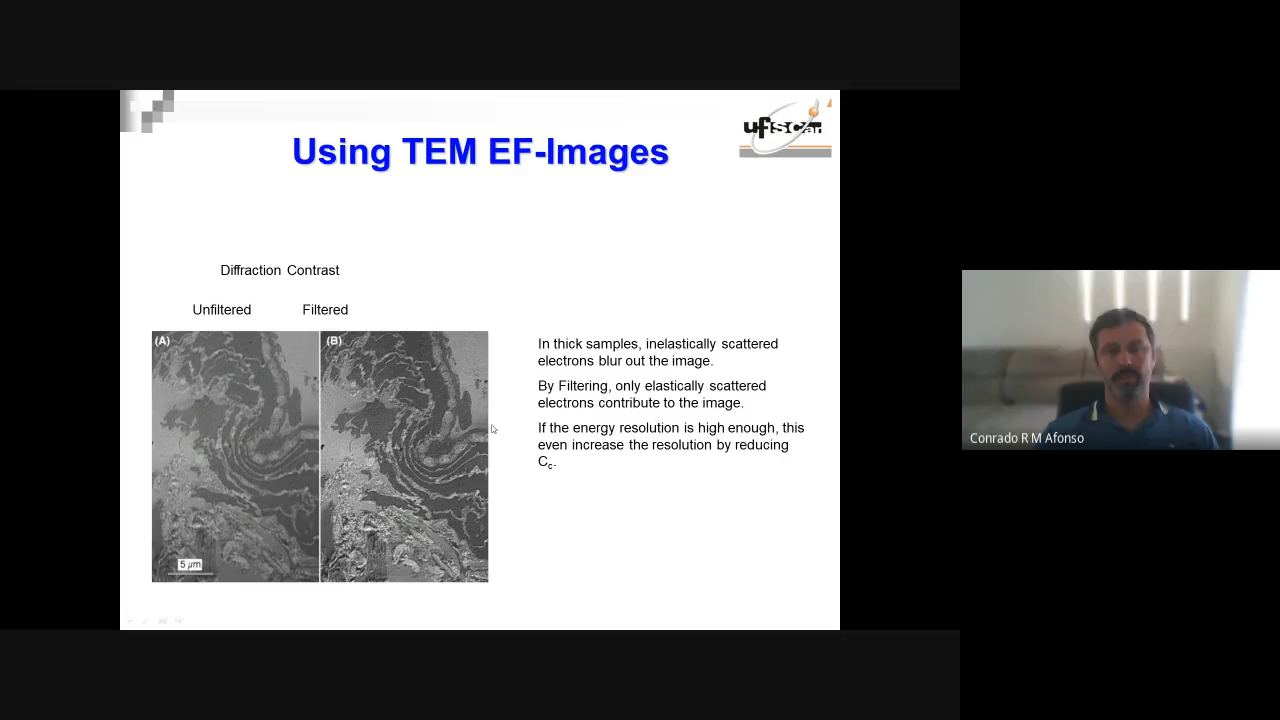 Using TEM EF-Images
ufscar
Diffraction Contrast
Unfiltered Filtered
(A) (B)
5 µm
In thick samples, inelastically scattered
electrons blur out the image.
By Filtering, only elastically scattered
electrons contribute to the image.
If the energy resolution is high enough, this
even increase the resolution by reducing
Cc.
Conrado R M Afonso